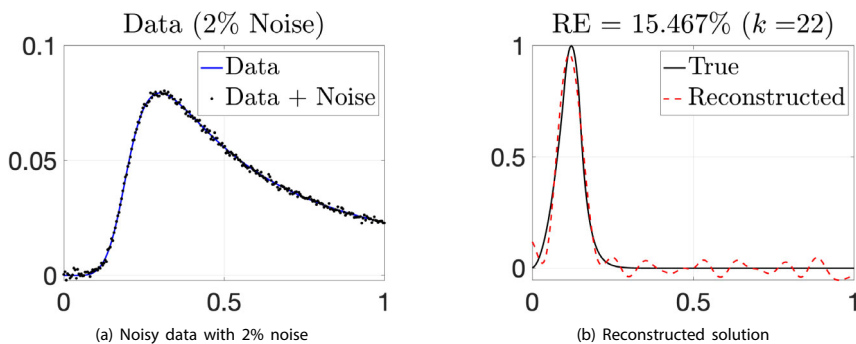 Data (2% Noise)
0.1
0.05
0
0
0.5
1
Data
Data + Noise
(a) Noisy data with 2% noise
RE = 15.467% (k =22)
1
0.5
0
0
0.5
1
True
Reconstructed
(b) Reconstructed solution